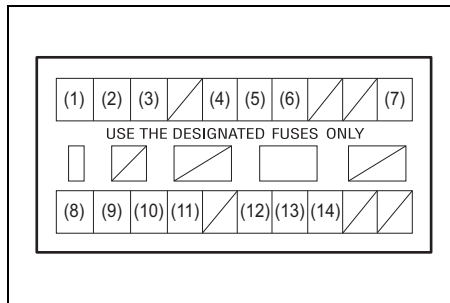 (1) (2) (3) (4) (5) (6) (7)
USE THE DESIGNATED FUSES ONLY
(8) (9) (10) (11) (12) (13) (14)